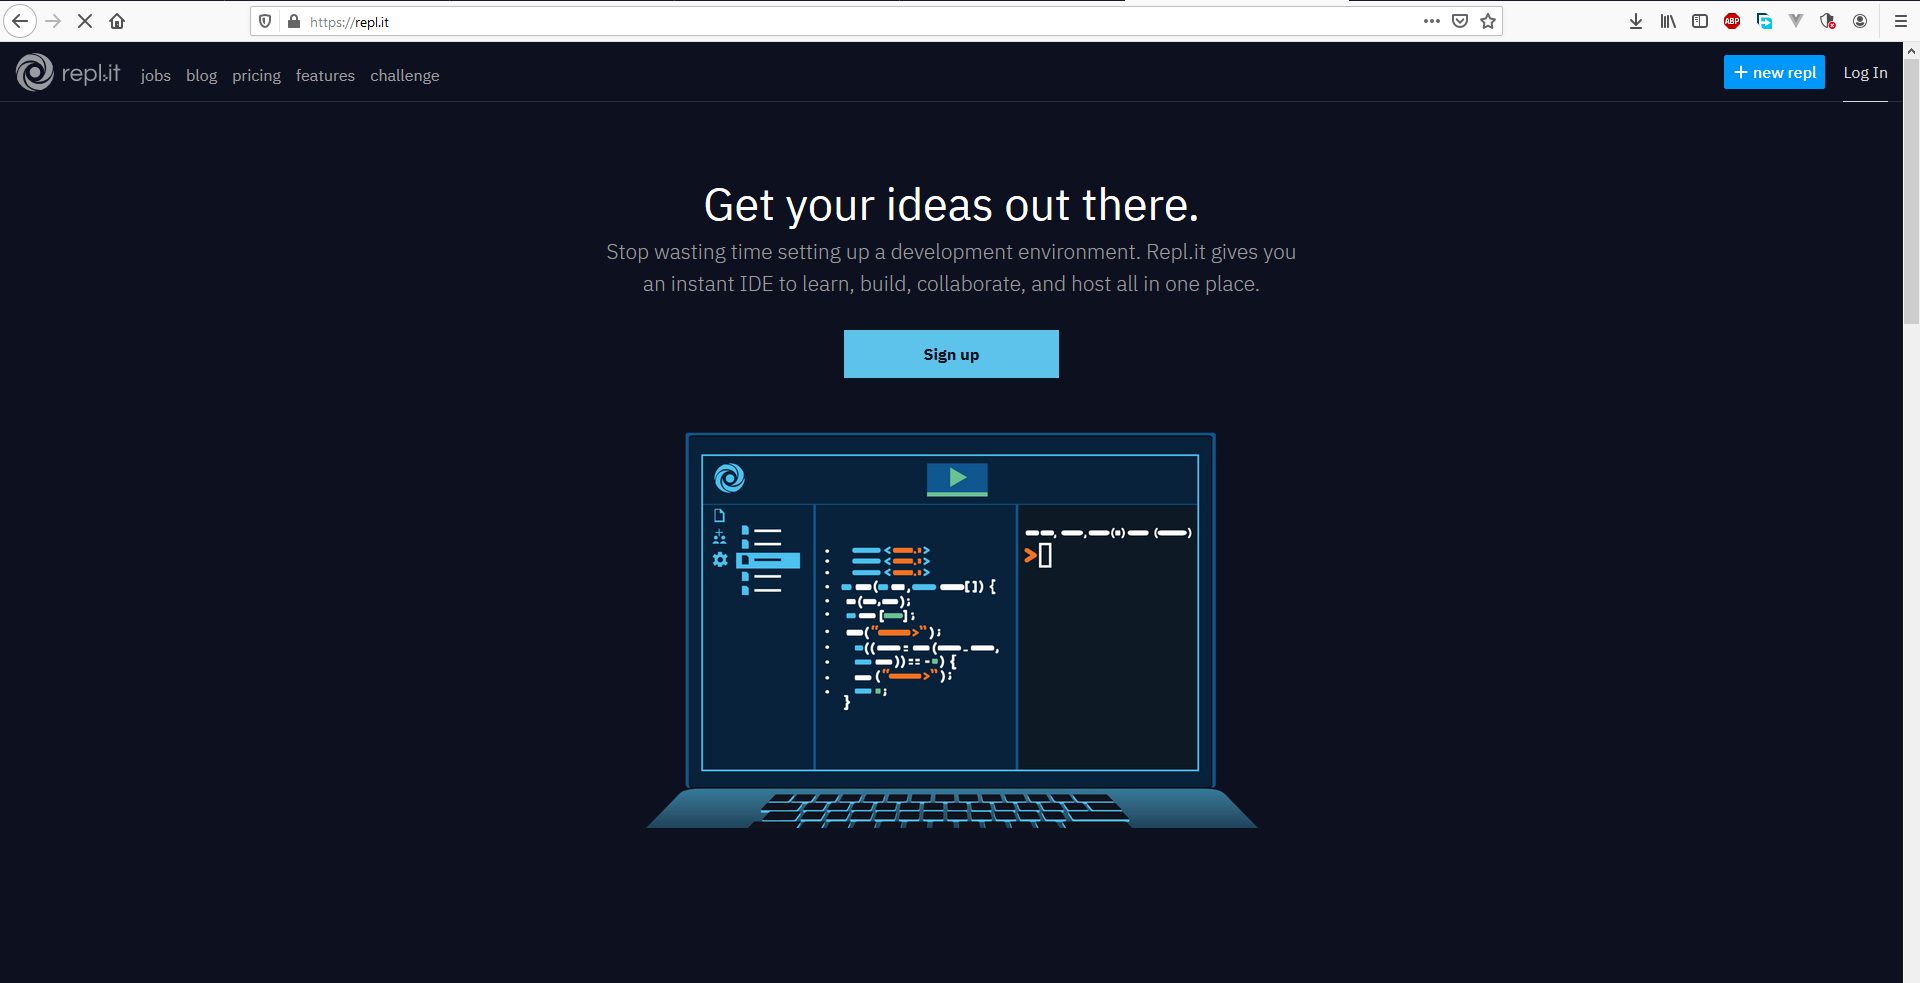 https://repl.it
ABP
repl.it jobs blog pricing features challenge + new repl Log In
Get your ideas out there.
Stop wasting time setting up a development environment. Repl.it gives you
an instant IDE to learn, build, collaborate, and host all in one place.
Sign up